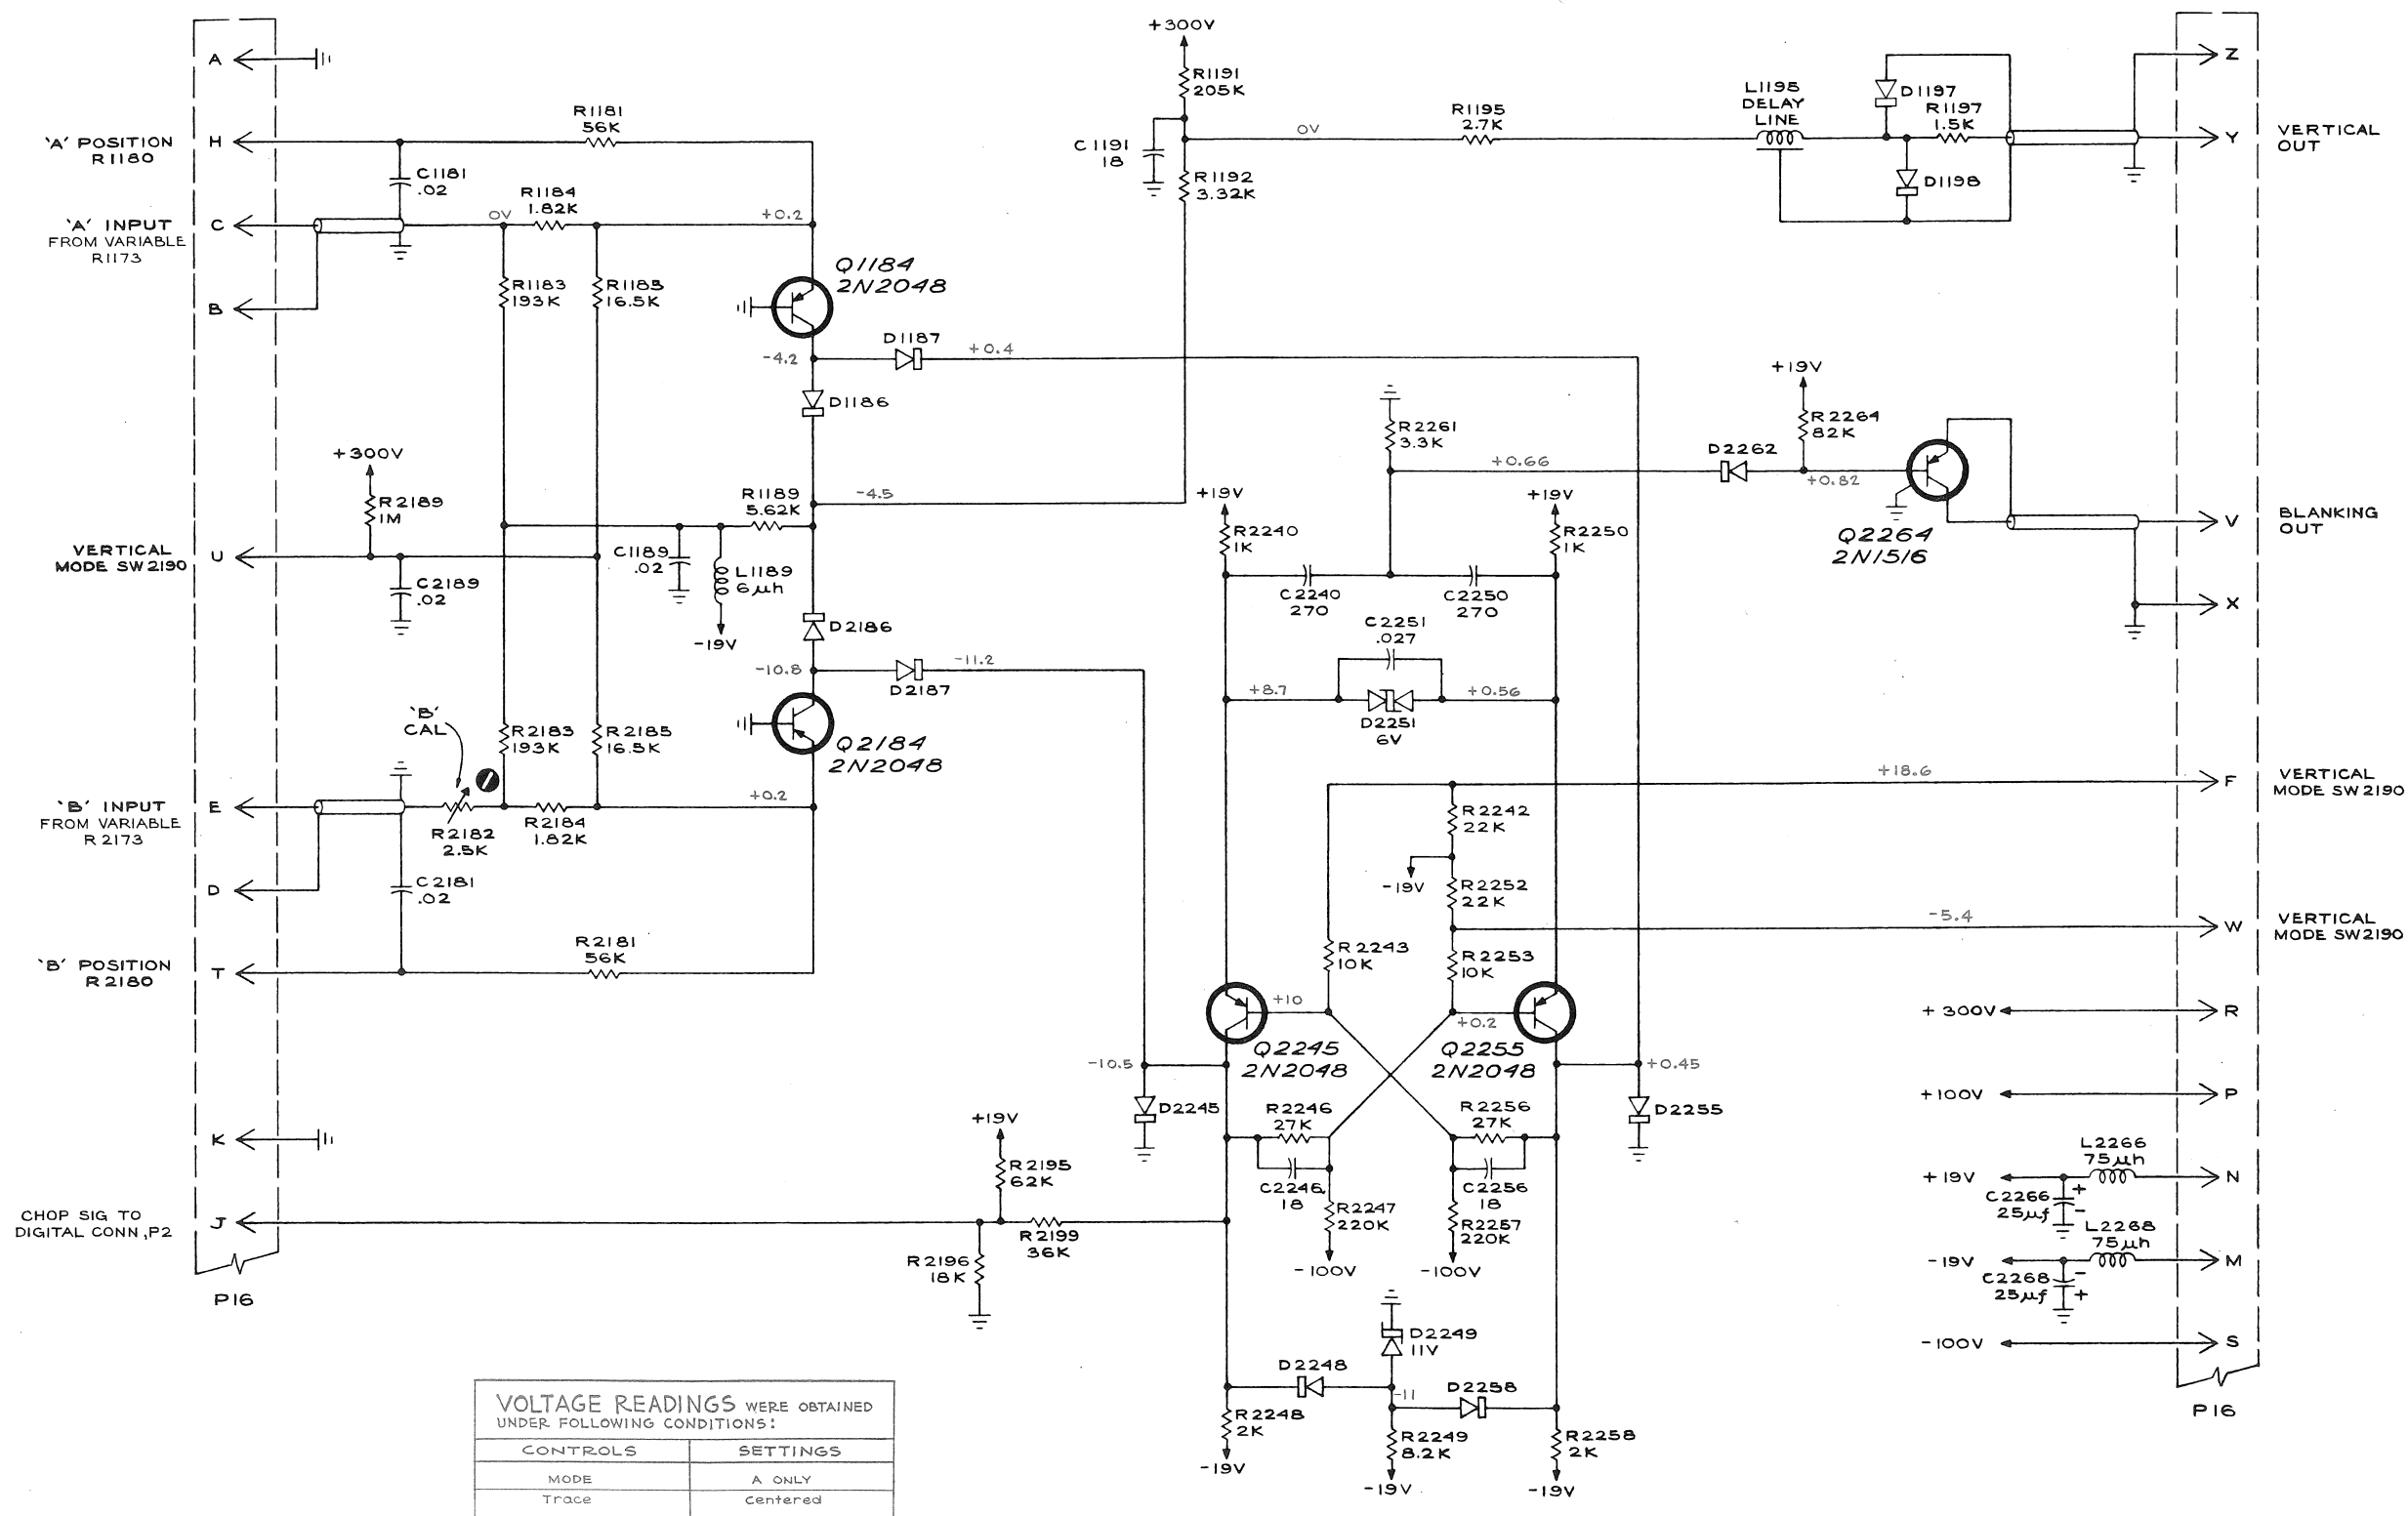 +300V
A
R1191
205K
Z
R1181
56K
L1195
DELAY
LINE
D1197
R1197
1.5K
R1195
2.7K
0V
'A' POSITION
R1180
H
C1191
18
Y
VERTICAL
OUT
C1181
.02
R1184
1.82K
R1192
3.32K
D1198
'A' INPUT
FROM VARIABLE
R1173
C
0V
+0.2
Q1184
2N2048
R1183
193K
R1185
16.5K
B
D1187
-4.2
+0.4
+19V
D1186
R2264
82K
R2261
3.3K
D2262
+300V
+0.66
+0.82
R2189
1M
R1189
5.62K
-4.5
+19V
+19V
Q2264
2N1516
V
BLANKING
OUT
R2240
1K
R2250
1K
VERTICAL
MODE SW2190
U
C1189
.02
L1189
6μh
C2189
.02
C2240
270
C2250
270
X
-19V
D2186
C2251
.027
-10.8
-11.2
D2187
+8.7
+0.56
D2251
6V
'B'
CAL
R2183
193K
R2185
16.5K
Q2184
2N2048
+18.6
F
VERTICAL
MODE SW2190
'B' INPUT
FROM VARIABLE
R2173
E
+0.2
R2182
2.5K
R2184
1.82K
R2242
22K
-19V
R2252
22K
D
C2181
.02
-5.4
W
VERTICAL
MODE SW2190
R2181
56K
R2243
10K
R2253
10K
'B' POSITION
R2180
T
+10
+0.2
+300V
R
Q2245
2N2048
Q2255
2N2048
-10.5
+0.45
+100V
P
D2245
R2246
27K
R2256
27K
D2255
K
+19V
L2266
75μh
R2195
62K
C2246
18
C2256
18
+19V
N
C2266
25μf
+
-
CHOP SIG TO
DIGITAL CONN, P2
J
R2199
36K
R2247
220K
R2257
220K
L2268
75μh
R2196
18K
-100V
-100V
-19V
M
C2268
25μf
-
+
P16
D2249
11V
-100V
S
D2248
D2258
-11
P16
R2248
2K
R2249
8.2K
R2258
2K
-19V
-19V
-19V
VOLTAGE READINGS WERE OBTAINED
UNDER FOLLOWING CONDITIONS:
CONTROLS
SETTINGS
MODE
A ONLY
Trace
Centered